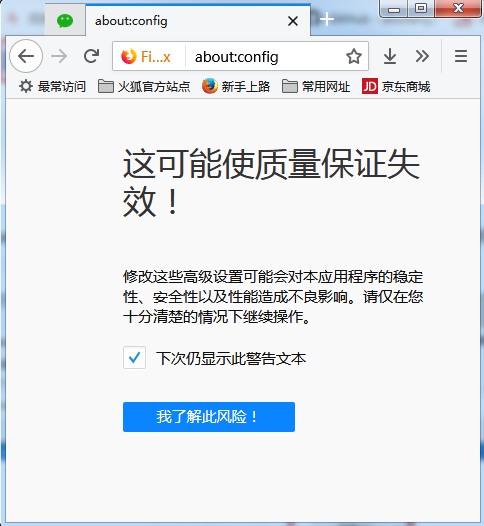 about:config
Fi...x
about:config
最常访问 火狐官方站点 新手上路 常用网址 JD 京东商城
这可能使质量保证失
效！
修改这些高级设置可能会对本应用程序的稳定
性、安全性以及性能造成不良影响。请仅在您
十分清楚的情况下继续操作。
下次仍显示此警告文本
我了解此风险！